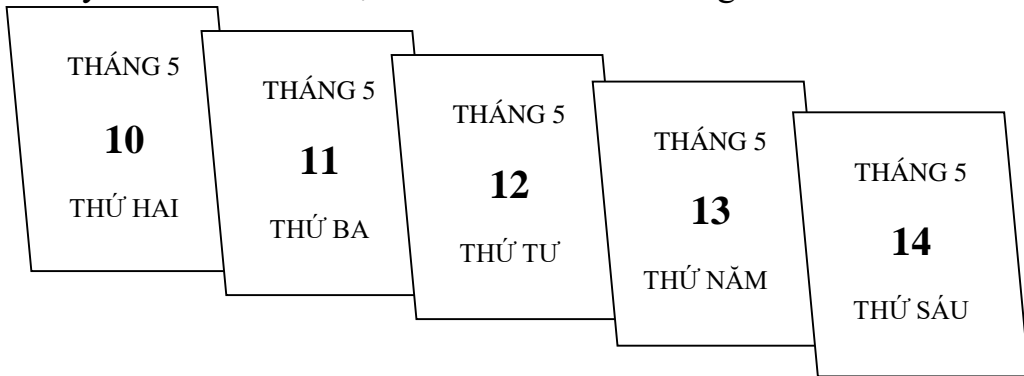 THÁNG 5
10
THỨ HAI
THÁNG 5
11
THỨ BA
THÁNG 5
12
THỨ TƯ
THÁNG 5
13
THỨ NĂM
THÁNG 5
14
THỨ SÁU